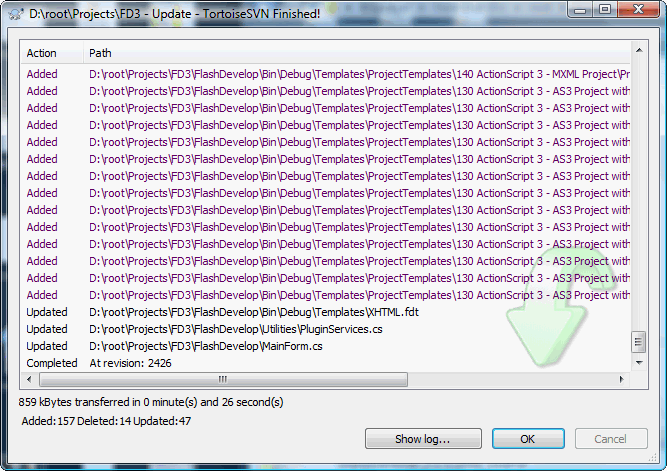 D:\root\Projects\FD3 - Update - TortoiseSVN Finished!
Action Path
Added D:\root\Projects\FD3\FlashDevelop\Bin\Debug\Templates\ProjectTemplates\140 ActionScript 3 - MXML Project\Pr
Added D:\root\Projects\FD3\FlashDevelop\Bin\Debug\Templates\ProjectTemplates\130 ActionScript 3 - AS3 Project with
Added D:\root\Projects\FD3\FlashDevelop\Bin\Debug\Templates\ProjectTemplates\130 ActionScript 3 - AS3 Project with
Added D:\root\Projects\FD3\FlashDevelop\Bin\Debug\Templates\ProjectTemplates\130 ActionScript 3 - AS3 Project with
Added D:\root\Projects\FD3\FlashDevelop\Bin\Debug\Templates\ProjectTemplates\130 ActionScript 3 - AS3 Project with
Added D:\root\Projects\FD3\FlashDevelop\Bin\Debug\Templates\ProjectTemplates\130 ActionScript 3 - AS3 Project with
Added D:\root\Projects\FD3\FlashDevelop\Bin\Debug\Templates\ProjectTemplates\130 ActionScript 3 - AS3 Project with
Added D:\root\Projects\FD3\FlashDevelop\Bin\Debug\Templates\ProjectTemplates\130 ActionScript 3 - AS3 Project with
Added D:\root\Projects\FD3\FlashDevelop\Bin\Debug\Templates\ProjectTemplates\130 ActionScript 3 - AS3 Project with
Added D:\root\Projects\FD3\FlashDevelop\Bin\Debug\Templates\ProjectTemplates\130 ActionScript 3 - AS3 Project with
Added D:\root\Projects\FD3\FlashDevelop\Bin\Debug\Templates\ProjectTemplates\130 ActionScript 3 - AS3 Project with
Added D:\root\Projects\FD3\FlashDevelop\Bin\Debug\Templates\ProjectTemplates\130 ActionScript 3 - AS3 Project with
Added D:\root\Projects\FD3\FlashDevelop\Bin\Debug\Templates\ProjectTemplates\130 ActionScript 3 - AS3 Project with
Added D:\root\Projects\FD3\FlashDevelop\Bin\Debug\Templates\ProjectTemplates\130 ActionScript 3 - AS3 Project with
Updated D:\root\Projects\FD3\FlashDevelop\Bin\Debug\Templates\XHTML.fdt
Updated D:\root\Projects\FD3\FlashDevelop\Utilities\PluginServices.cs
Updated D:\root\Projects\FD3\FlashDevelop\MainForm.cs
Completed At revision: 2426
859 kBytes transferred in 0 minute(s) and 26 second(s)
Added:157 Deleted:14 Updated:47
Show log... OK Cancel